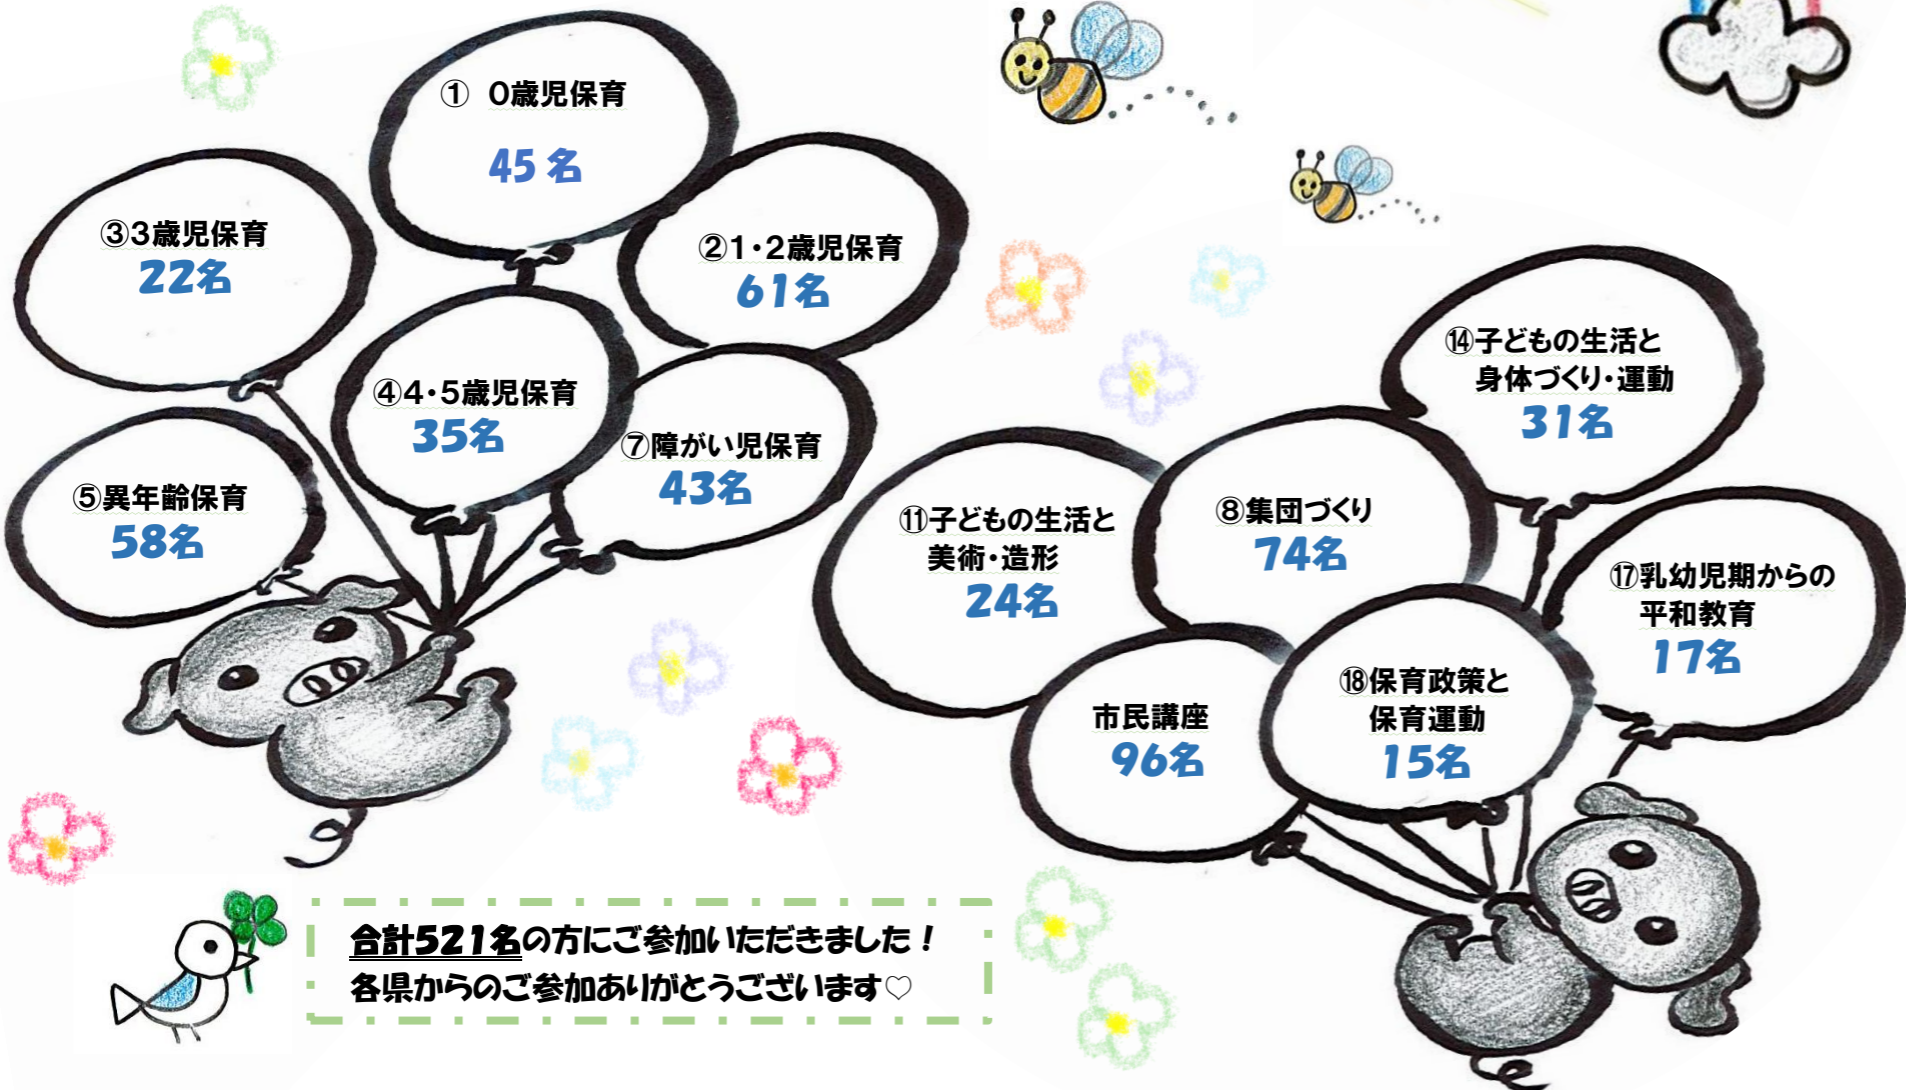 ① 0歳児保育
45名
③3歳児保育
22名
②1・2歳児保育
61名
④4・5歳児保育
35名
⑦障がい児保育
43名
⑤異年齢保育
58名
⑭子どもの生活と
身体づくり・運動
31名
⑧集団づくり
74名
⑪子どもの生活と
美術・造形
24名
⑰乳幼児期からの
平和教育
17名
⑱保育政策と
保育運動
15名
市民講座
96名
合計521名の方にご参加いただきました！
各県からのご参加ありがとうございます♡